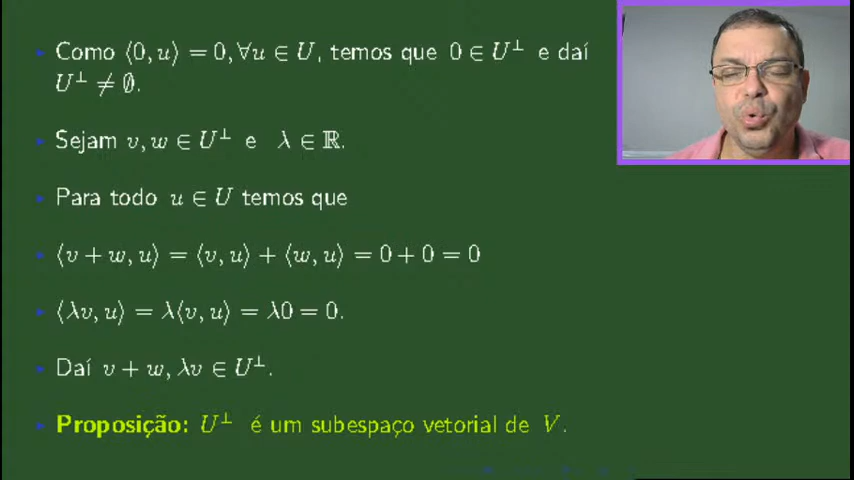 Como ⟨0, u⟩ = 0, ∀u ∈ U, temos que 0 ∈ U⊥ e daí
U⊥ ≠ ∅.
Sejam v, w ∈ U⊥ e λ ∈ ℝ.
Para todo u ∈ U temos que
⟨v + w, u⟩ = ⟨v, u⟩ + ⟨w, u⟩ = 0 + 0 = 0
⟨λv, u⟩ = λ⟨v, u⟩ = λ0 = 0.
Daí v + w, λv ∈ U⊥.
Proposição: U⊥ é um subespaço vetorial de V.